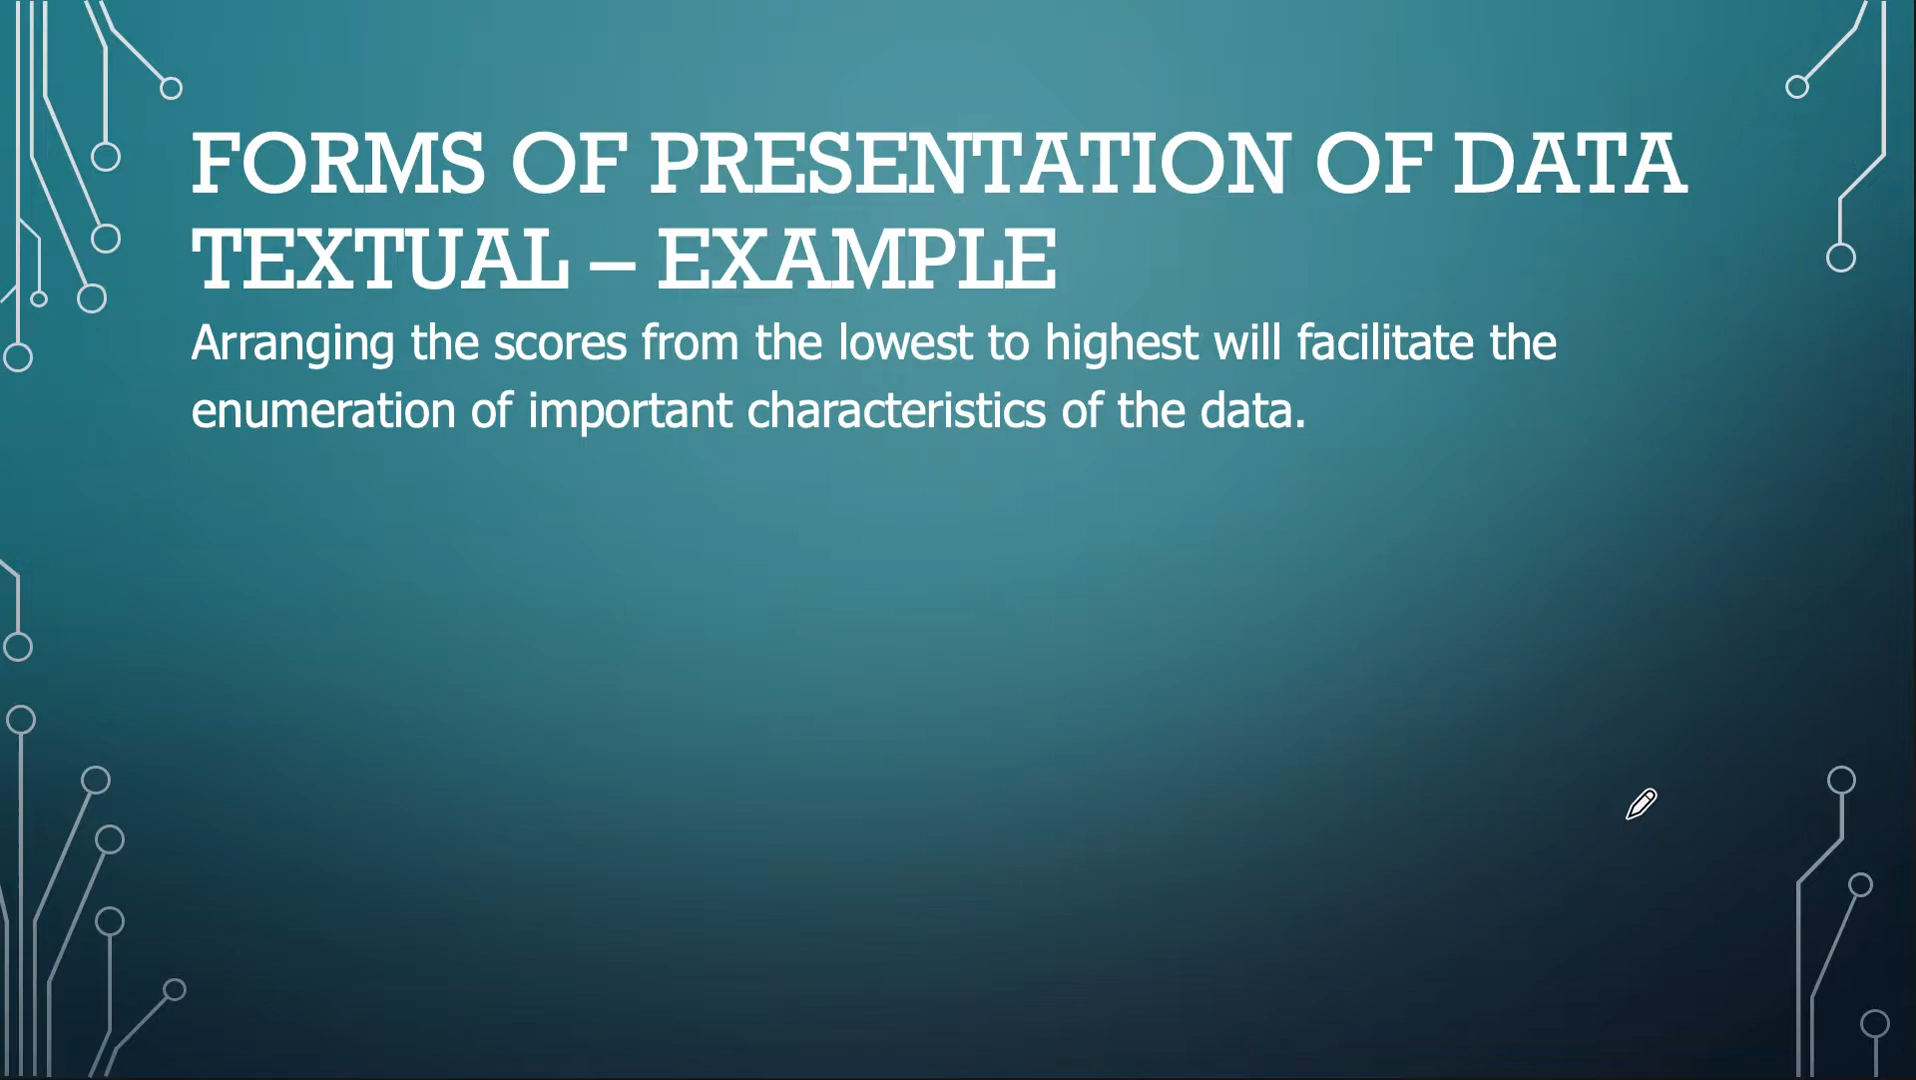 FORMS OF PRESENTATION OF DATA
TEXTUAL – EXAMPLE
Arranging the scores from the lowest to highest will facilitate the
enumeration of important characteristics of the data.